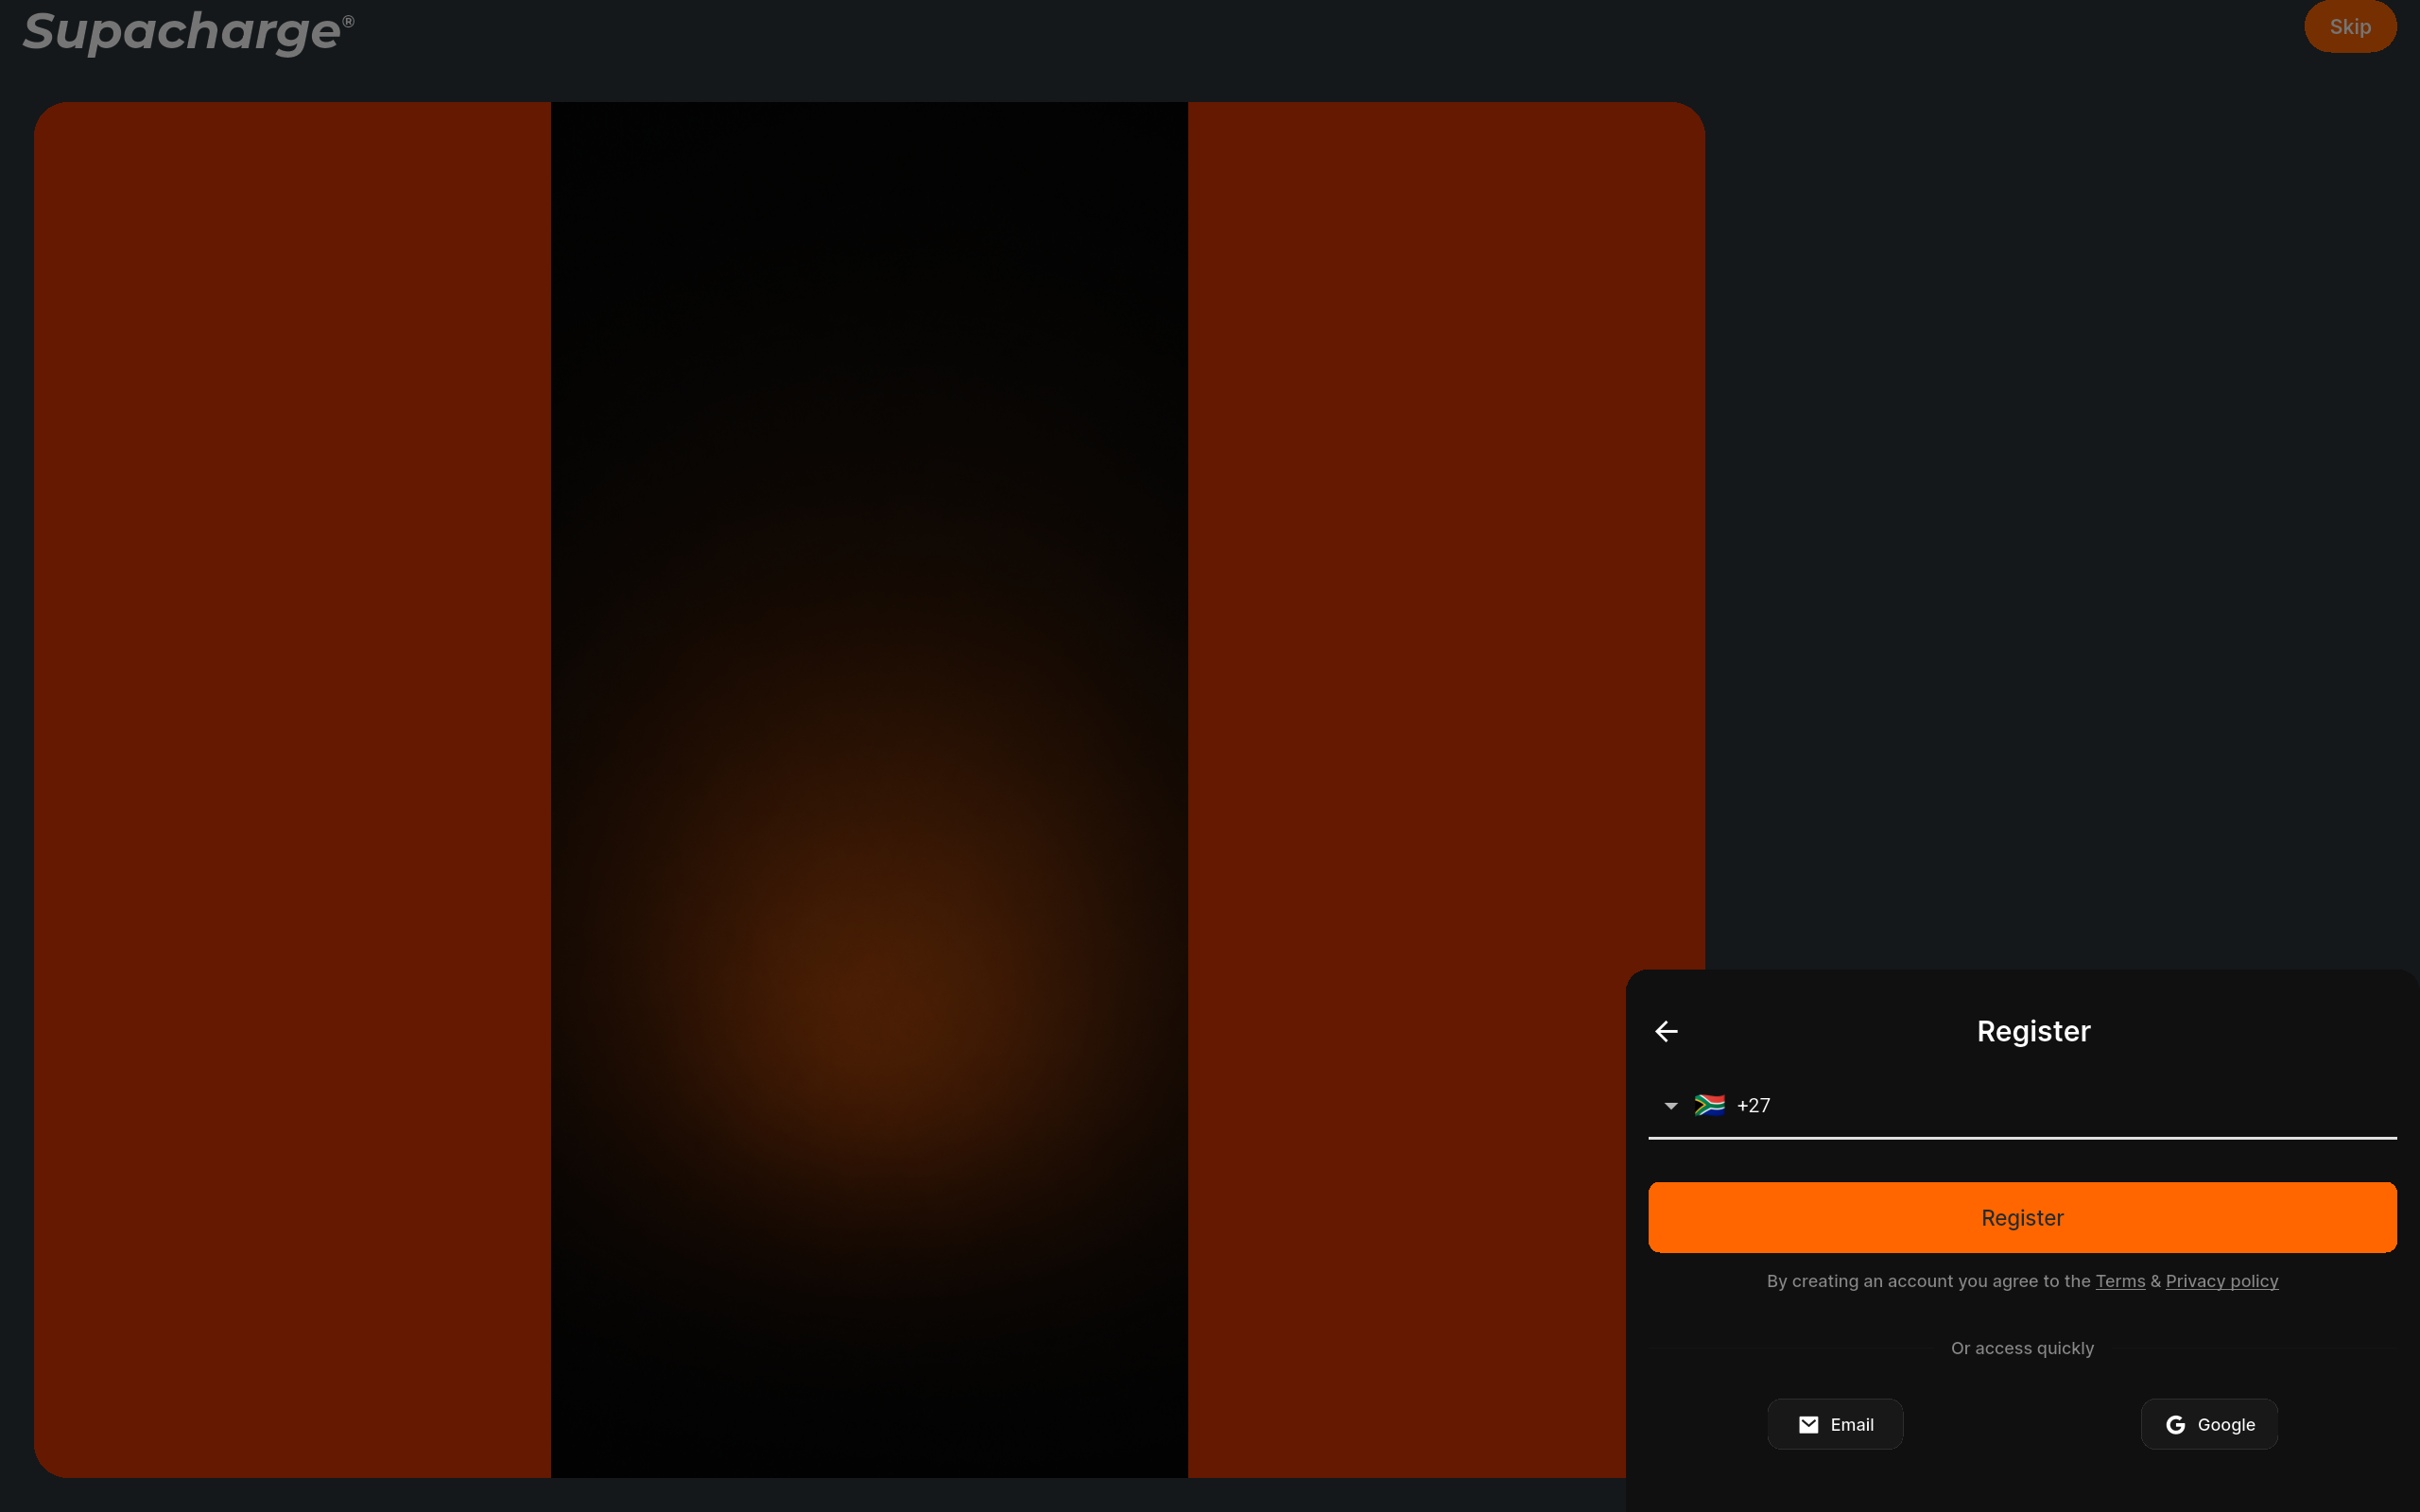 Supacharge®
Skip
Register
+27
Register
By creating an account you agree to the Terms & Privacy policy
Or access quickly
Email
Google